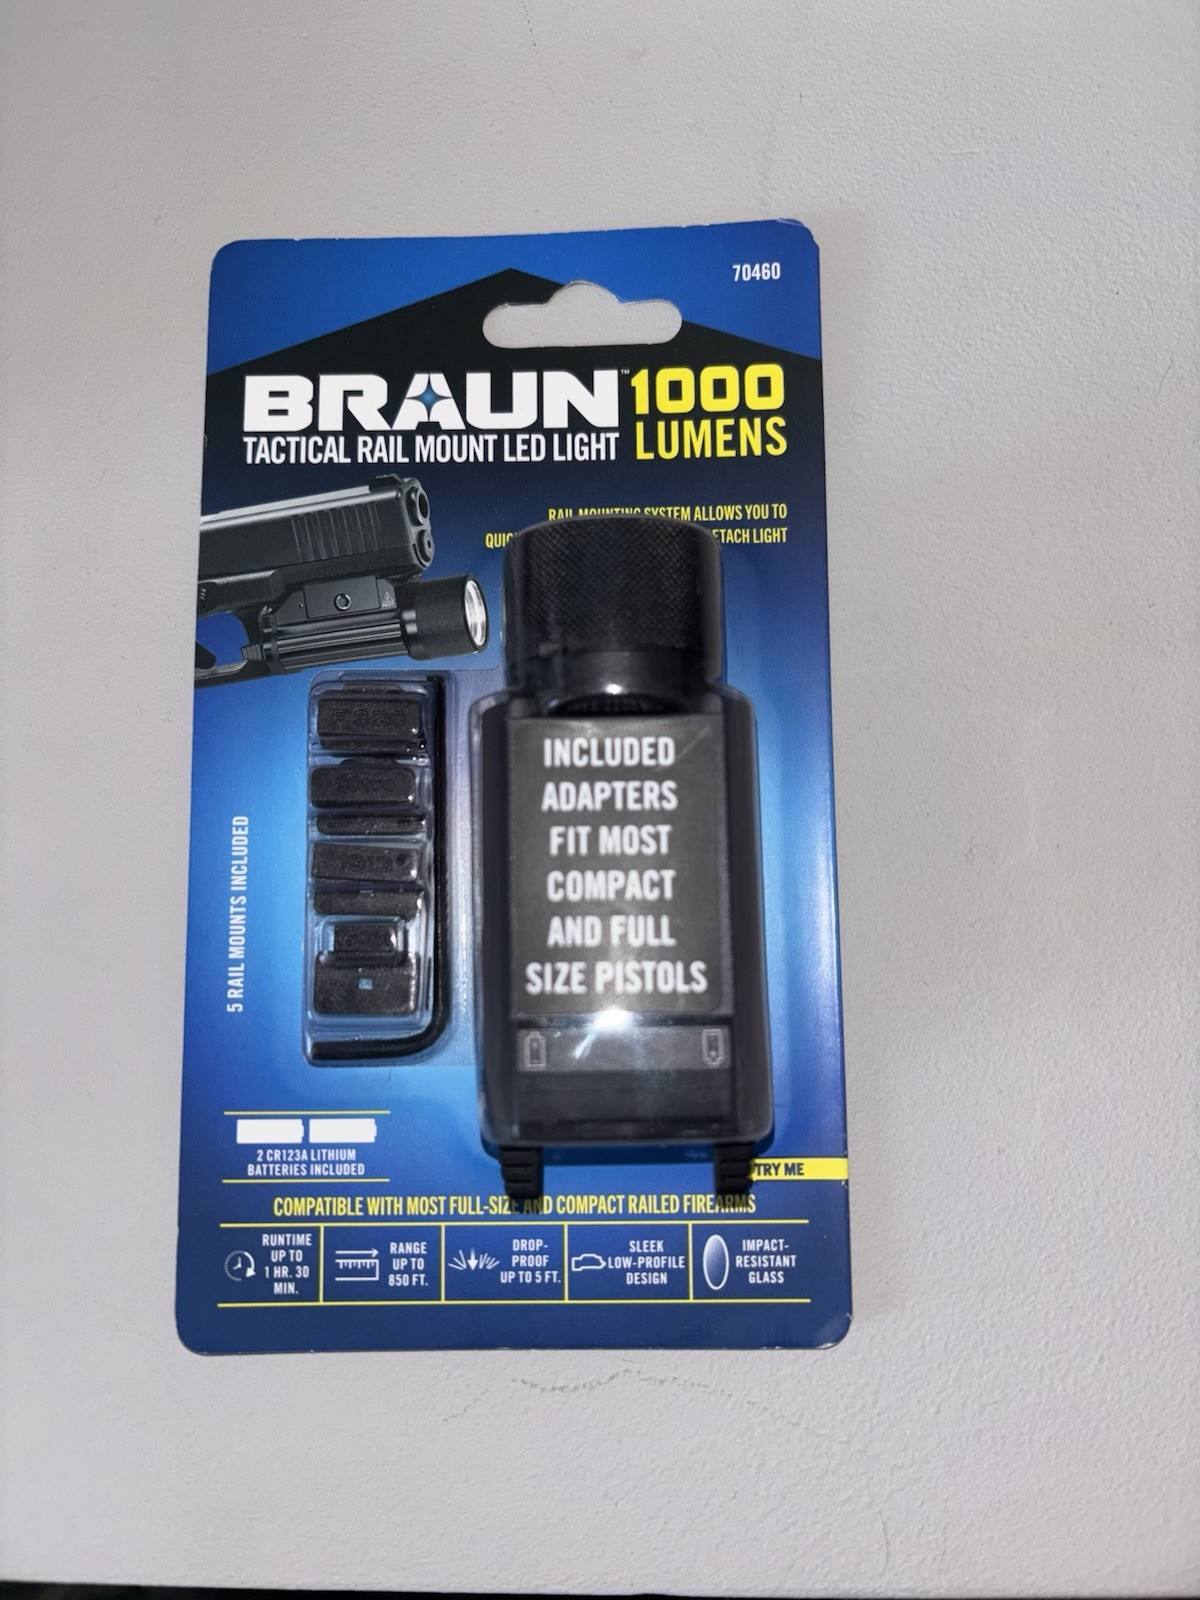 70460
BRAUN™
TACTICAL RAIL MOUNT LED LIGHT
1000
LUMENS
RAIL MOUNTING SYSTEM ALLOWS YOU TO
LIGHT
INCLUDED
ADAPTERS
FIT MOST
COMPACT
AND FULL
SIZE PISTOLS
5 RAIL MOUNTS INCLUDED
2 CR123A LITHIUM
BATTERIES INCLUDED
TRY ME
COMPATIBLE WITH MOST FULL-SIZE AND COMPACT RAILED FIREARMS
RUNTIME
UP TO
1 HR. 30
MIN.
RANGE
UP TO
850 FT.
DROP-
PROOF
UP TO 5 FT.
SLEEK
LOW-PROFILE
DESIGN
IMPACT-
RESISTANT
GLASS